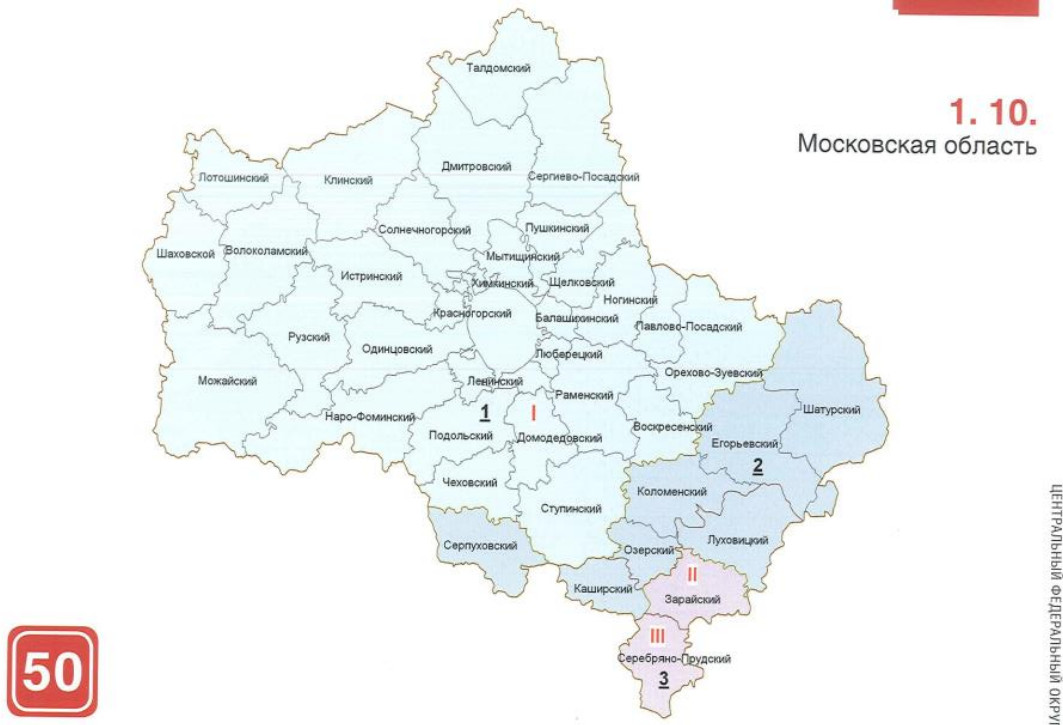 1. 10.
Московская область
Талдомский
Дмитровский
Сергиево-Посадский
Лотошинский
Клинский
Солнечногорский
Пушкинский
Шаховской
Волоколамский
Мытищинский
Истринский
Химкинский
Щелковский
Ногинский
Красногорский
Балашихинский
Павлово-Посадский
Рузский
Одинцовский
Люберецкий
Можайский
Ленинский
Орехово-Зуевский
Раменский
Наро-Фоминский
1
I
Шатурский
Подольский
Домодедовский
Воскресенский
Егорьевский
2
Чеховский
Коломенский
Ступинский
Серпуховский
Озерский
Луховицкий
Каширский
II
Зарайский
III
Серебряно-Прудский
3
50
ЦЕНТРАЛЬНЫЙ ФЕДЕРАЛЬНЫЙ ОКРУГ